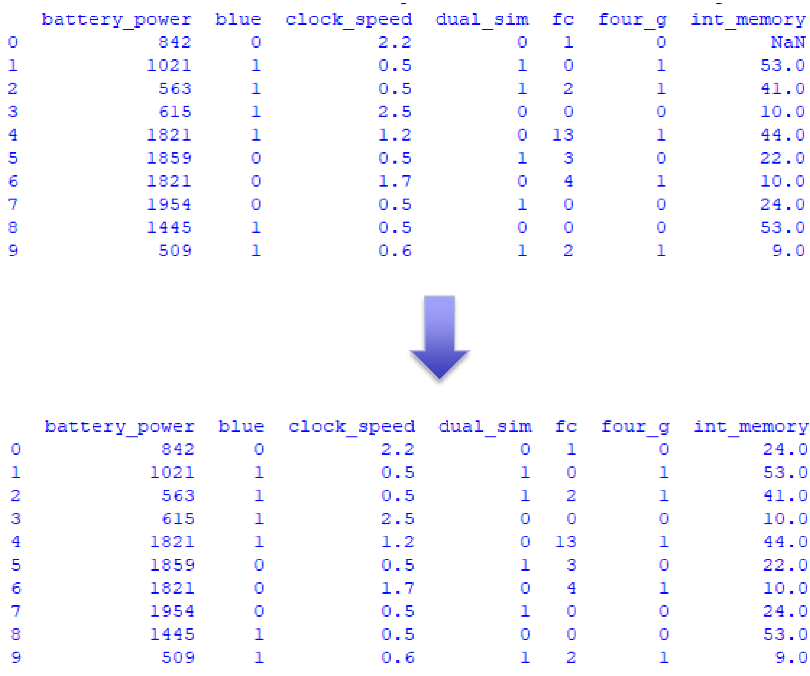 battery_power blue clock_speed dual_sim fc four_g int_memory
0 842 0 2.2 0 1 0 NaN
1 1021 1 0.5 1 0 1 53.0
2 563 1 0.5 1 2 1 41.0
3 615 1 2.5 0 0 0 10.0
4 1821 1 1.2 0 13 1 44.0
5 1859 0 0.5 1 3 0 22.0
6 1821 0 1.7 0 4 1 10.0
7 1954 0 0.5 1 0 0 24.0
8 1445 1 0.5 0 0 0 53.0
9 509 1 0.6 1 2 1 9.0
battery_power blue clock_speed dual_sim fc four_g int_memory
0 842 0 2.2 0 1 0 24.0
1 1021 1 0.5 1 0 1 53.0
2 563 1 0.5 1 2 1 41.0
3 615 1 2.5 0 0 0 10.0
4 1821 1 1.2 0 13 1 44.0
5 1859 0 0.5 1 3 0 22.0
6 1821 0 1.7 0 4 1 10.0
7 1954 0 0.5 1 0 0 24.0
8 1445 1 0.5 0 0 0 53.0
9 509 1 0.6 1 2 1 9.0